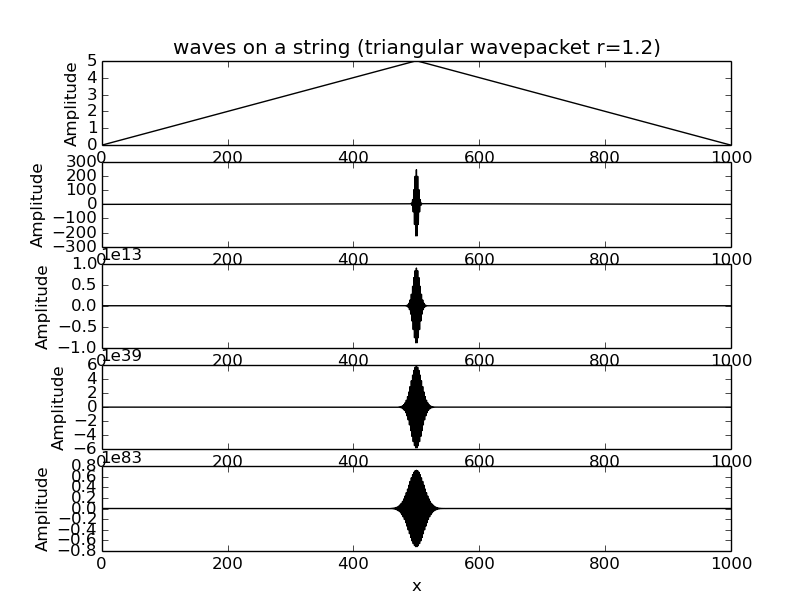 waves on a string (triangular wavepacket r=1.2)
Amplitude
5
4
3
2
1
0
0 200 400 600 800 1000
Amplitude
300
200
100
0
−100
−200
−300
0 200 400 600 800 1000
1e13
Amplitude
1.0
0.5
0.0
−0.5
−1.0
0 200 400 600 800 1000
1e39
Amplitude
6
4
2
0
−2
−4
−6
0 200 400 600 800 1000
1e83
Amplitude
0.8
0.6
0.4
0.2
0.0
−0.2
−0.4
−0.6
−0.8
0 200 400 600 800 1000
x